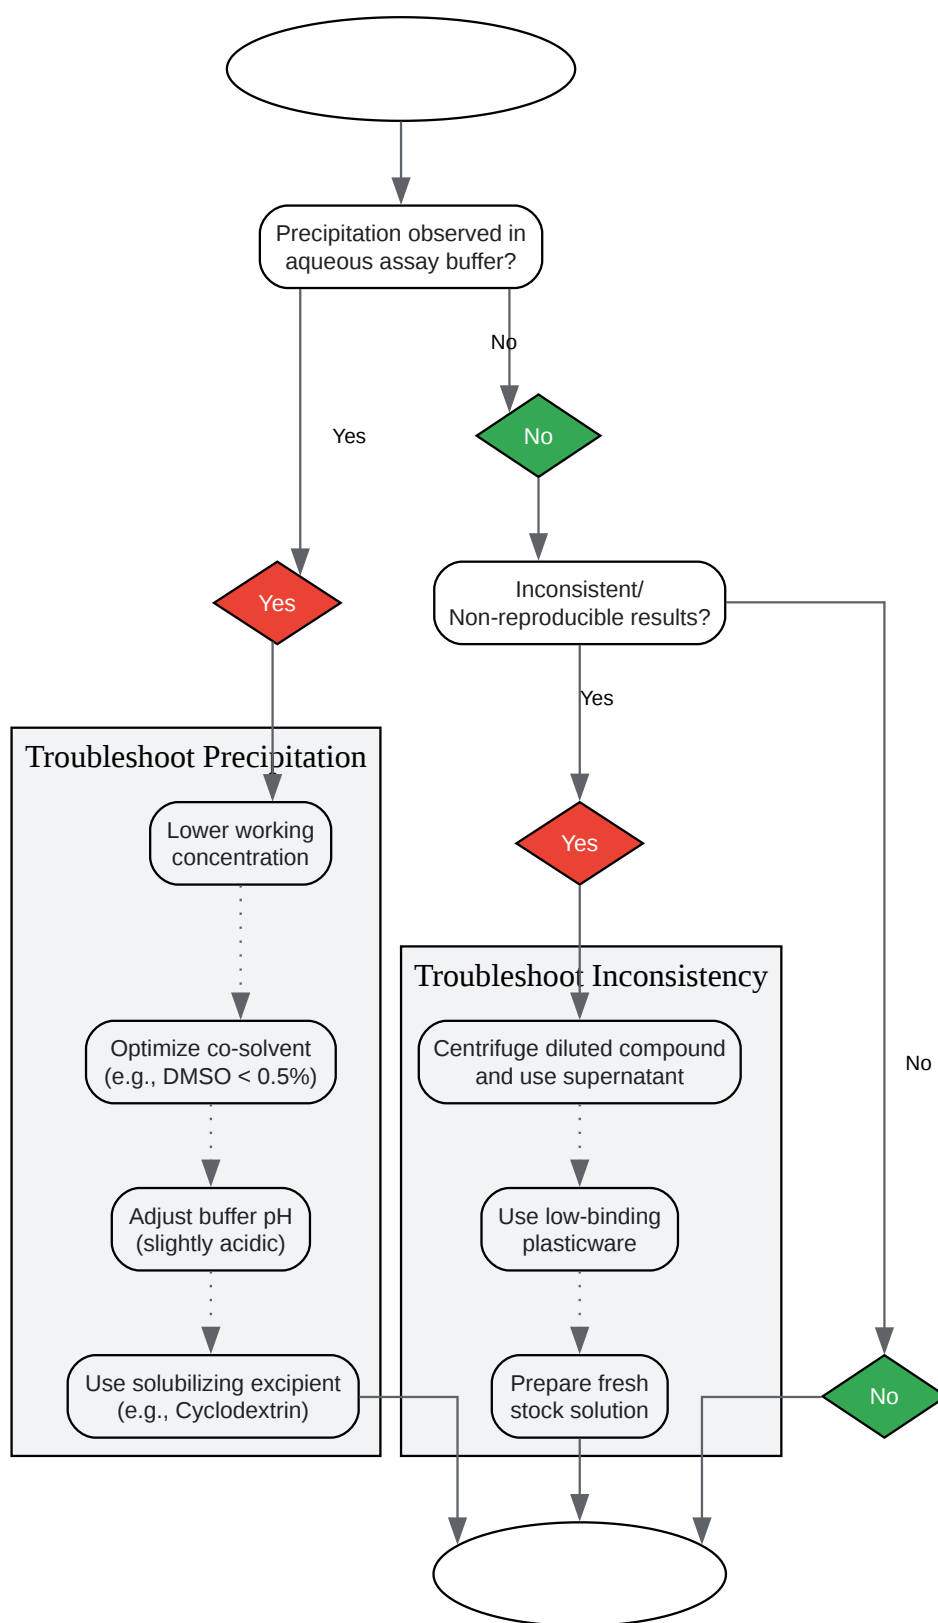 Precipitation observed in
aqueous assay buffer?
No
Yes
No
Yes
Inconsistent/
Non-reproducible results?
Yes
Troubleshoot Precipitation
Lower working
concentration
Yes
Troubleshoot Inconsistency
Optimize co-solvent
(e.g., DMSO < 0.5%)
Centrifuge diluted compound
and use supernatant
No
Adjust buffer pH
(slightly acidic)
Use low-binding
plasticware
Use solubilizing excipient
(e.g., Cyclodextrin)
Prepare fresh
stock solution
No